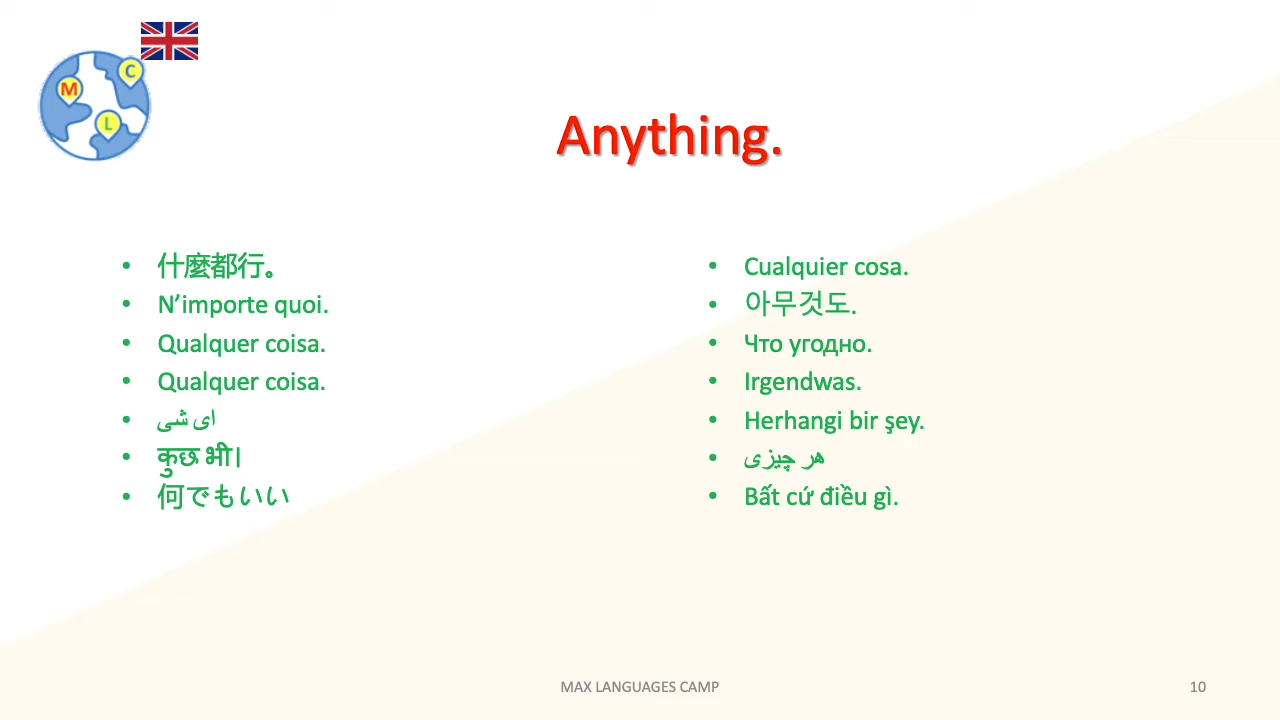 M
C
L
Anything.
• 什麼都行。
• N’importe quoi.
• Qualquer coisa.
• Qualquer coisa.
• ای شی
• कुछ भी।
• 何でもいい
• Cualquier cosa.
• 아무것도.
• Что угодно.
• Irgendwas.
• Herhangi bir şey.
• هر چیزی
• Bất cứ điều gì.
MAX LANGUAGES CAMP
10